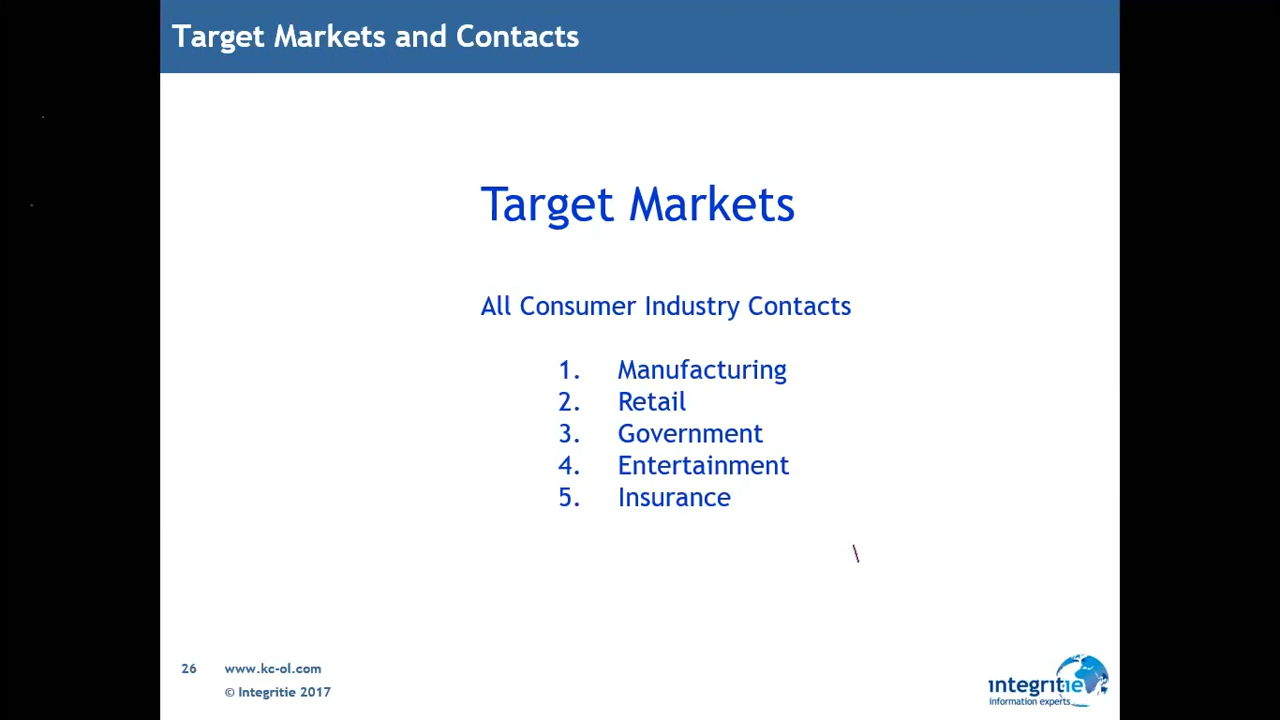 Target Markets and Contacts
Target Markets
All Consumer Industry Contacts
1. Manufacturing
2. Retail
3. Government
4. Entertainment
5. Insurance
\
26 www.kc-ol.com
© Integritie 2017
integritie
information experts